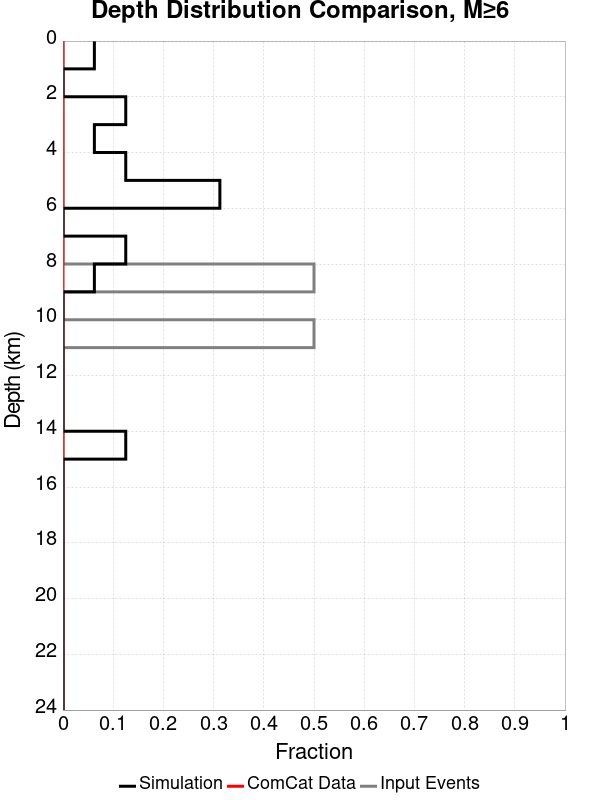 Depth Distribution Comparison, M≥6
0
2
4
6
8
10
12
14
16
18
20
22
24
Depth (km)
0 0.1 0.2 0.3 0.4 0.5 0.6 0.7 0.8 0.9 1
Fraction
Simulation ComCat Data Input Events